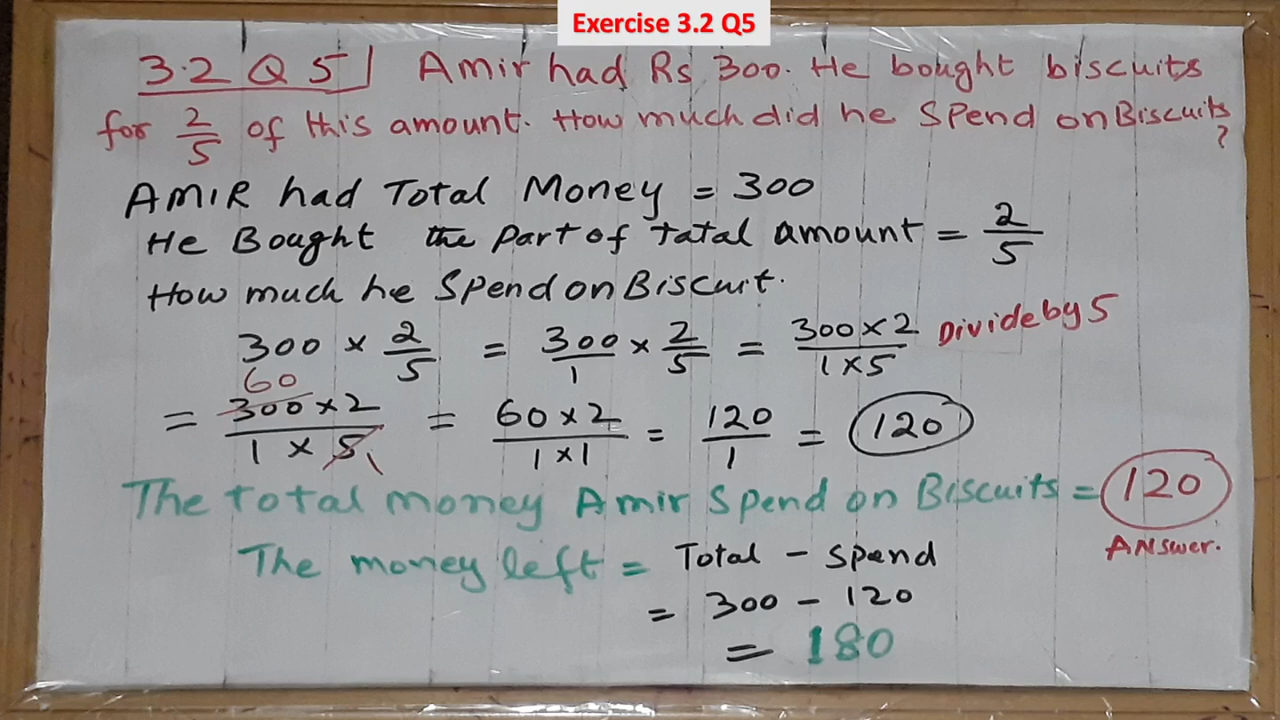 Exercise 3.2 Q5
3.2 Q 5 Amir had Rs 300. He bought biscuits
for 2/5 of this amount. How much did he Spend on Biscuits ?
AMIR had Total Money = 300
He Bought the Part of Tatal amount = 2/5
How much he Spend on Biscuit.
300 × 2/5 = 300/1 × 2/5 = 300×2/1×5 Divide by 5
60
= 300×2/1×5 1 = 60×2/1×1 = 120/1 = 120
The Total money Amir Spend on Biscuits = 120
Answer.
The money left = Total - Spend
= 300 - 120
= 180